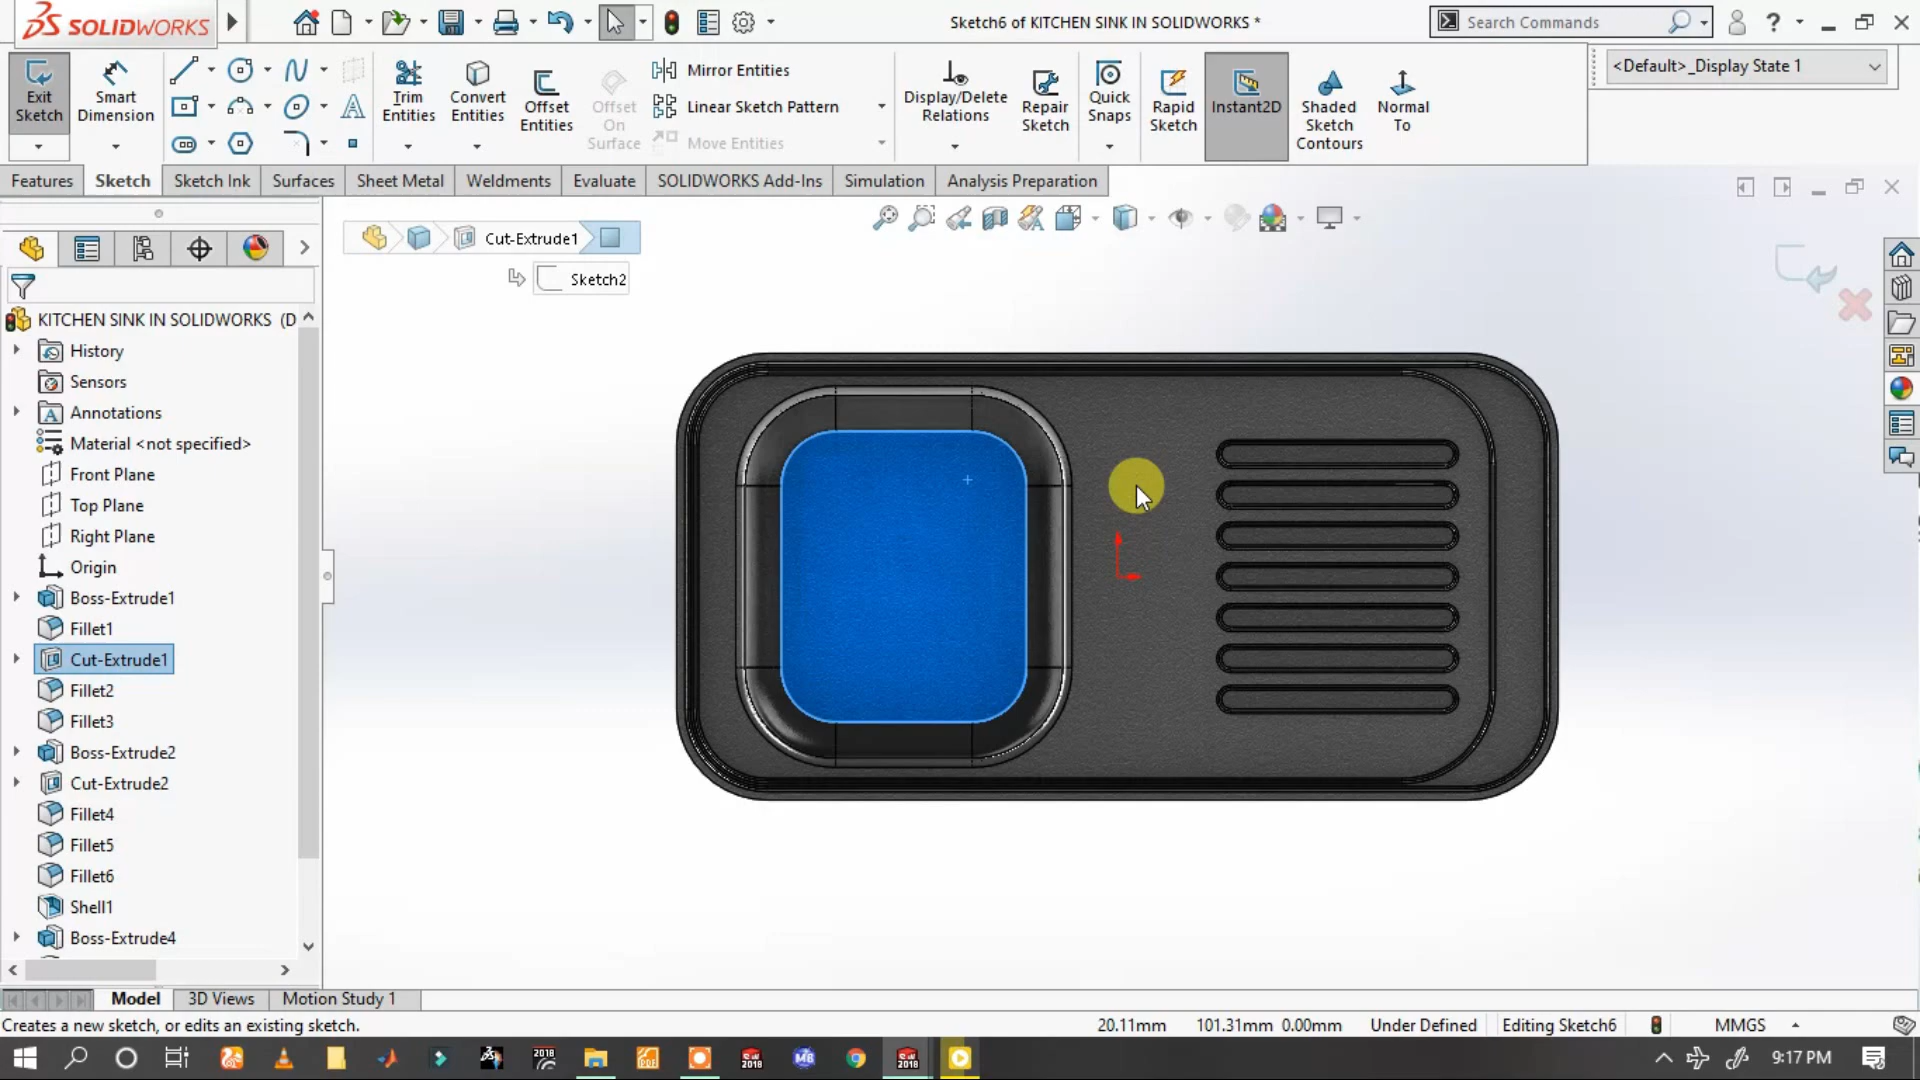 SOLIDWORKS
Sketch6 of KITCHEN SINK IN SOLIDWORKS *
Search Commands
?
Exit Sketch
Smart Dimension
Trim Entities
Convert Entities
Offset Entities
Offset On Surface
Mirror Entities
Linear Sketch Pattern
Move Entities
Display/Delete Relations
Repair Sketch
Quick Snaps
Rapid Sketch
Instant2D
Shaded Sketch Contours
Normal To
<Default>_Display State 1
Features
Sketch
Sketch Ink
Surfaces
Sheet Metal
Weldments
Evaluate
SOLIDWORKS Add-Ins
Simulation
Analysis Preparation
Cut-Extrude1
Sketch2
KITCHEN SINK IN SOLIDWORKS (D
History
Sensors
Annotations
Material <not specified>
Front Plane
Top Plane
Right Plane
Origin
Boss-Extrude1
Fillet1
Cut-Extrude1
Fillet2
Fillet3
Boss-Extrude2
Cut-Extrude2
Fillet4
Fillet5
Fillet6
Shell1
Boss-Extrude4
Model
3D Views
Motion Study 1
Creates a new sketch, or edits an existing sketch.
20.11mm 101.31mm 0.00mm Under Defined Editing Sketch6 MMGS
9:17 PM